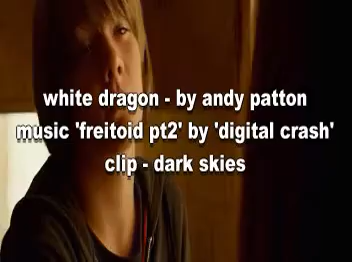 white dragon - by andy patton
music 'freitoid pt2' by 'digital crash'
clip - dark skies